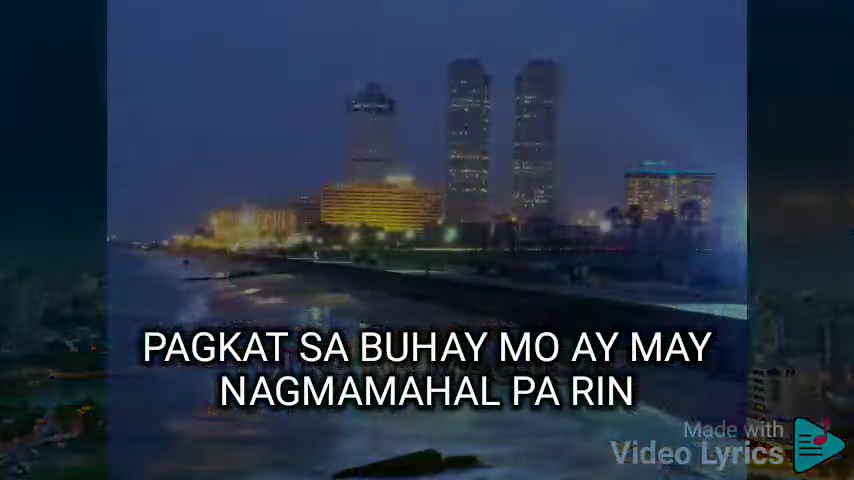 PAGKAT SA BUHAY MO AY MAY
NAGMAMAHAL PA RIN
Made with
Video Lyrics